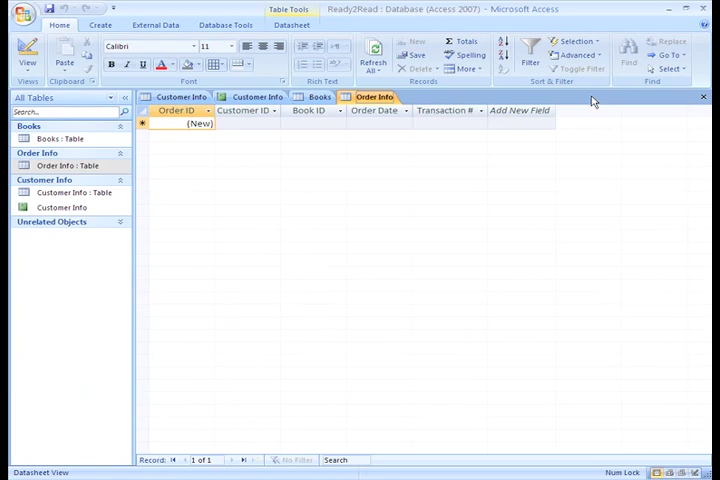 Table Tools
Ready2Read : Database (Access 2007) - Microsoft Access
Home
Create
External Data
Database Tools
Datasheet
View
Paste
Calibri
11
B I U
A
Refresh All
New
Save
Delete
Totals
Spelling
More
Filter
Selection
Advanced
Toggle Filter
Find
Go To
Select
Views
Clipboard
Font
Rich Text
Records
Sort & Filter
Find
All Tables
Search...
Books
Books : Table
Order Info
Order Info : Table
Customer Info
Customer Info : Table
Customer Info
Unrelated Objects
Customer Info
Customer Info
Books
Order Info
Order ID
Customer ID
Book ID
Order Date
Transaction #
Add New Field
(New)
Record:
1 of 1
No Filter
Search
Datasheet View
Num Lock